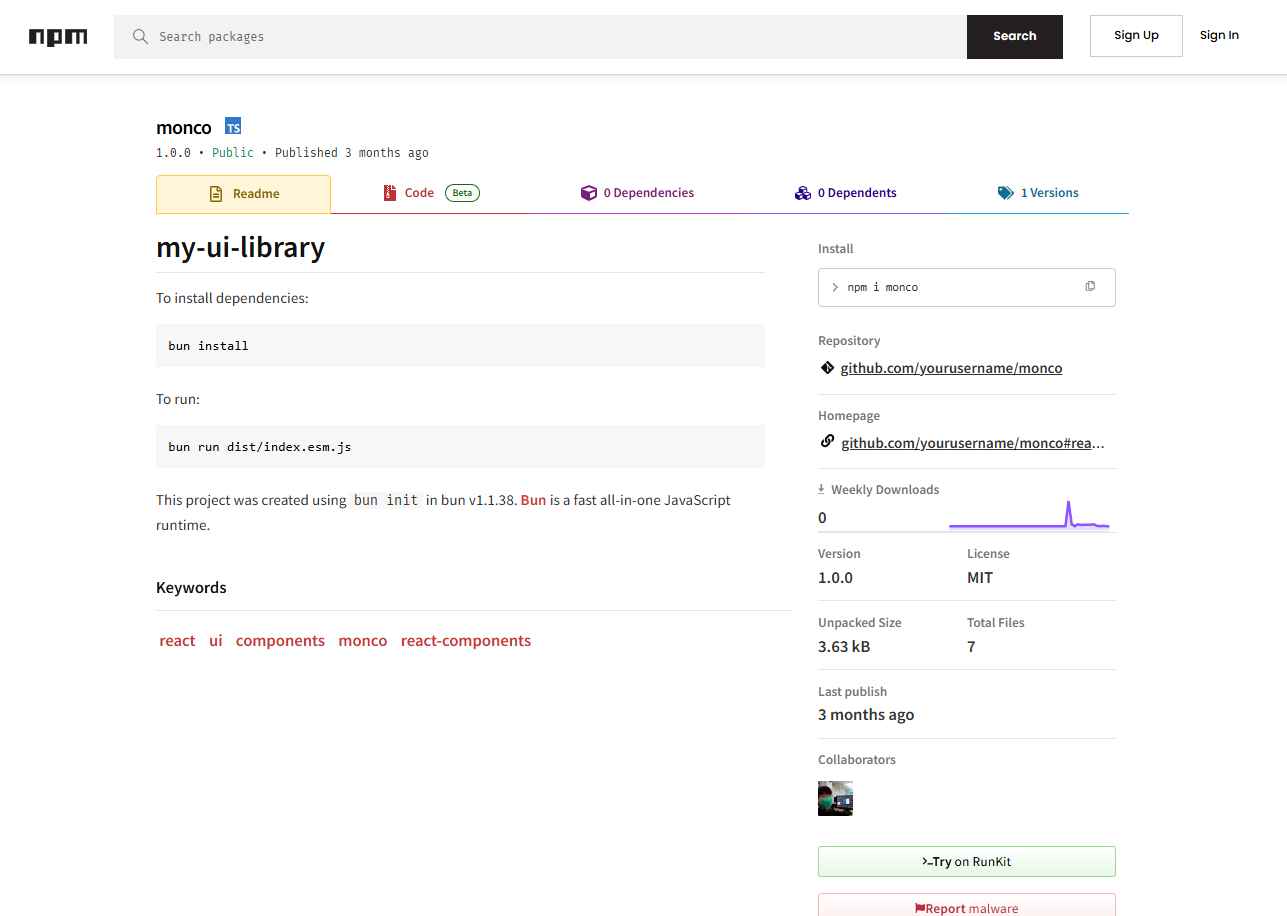 npm
Search packages
Search
Sign Up
Sign In
monco TS
1.0.0 • Public • Published 3 months ago
Readme
Code Beta
0 Dependencies
0 Dependents
1 Versions
my-ui-library
To install dependencies:
bun install
To run:
bun run dist/index.esm.js
This project was created using bun init in bun v1.1.38. Bun is a fast all-in-one JavaScript
runtime.
Keywords
react ui components monco react-components
Install
> npm i monco
Repository
github.com/yourusername/monco
Homepage
github.com/yourusername/monco#rea...
Weekly Downloads
0
Version
1.0.0
License
MIT
Unpacked Size
3.63 kB
Total Files
7
Last publish
3 months ago
Collaborators
>_Try on RunKit
Report malware